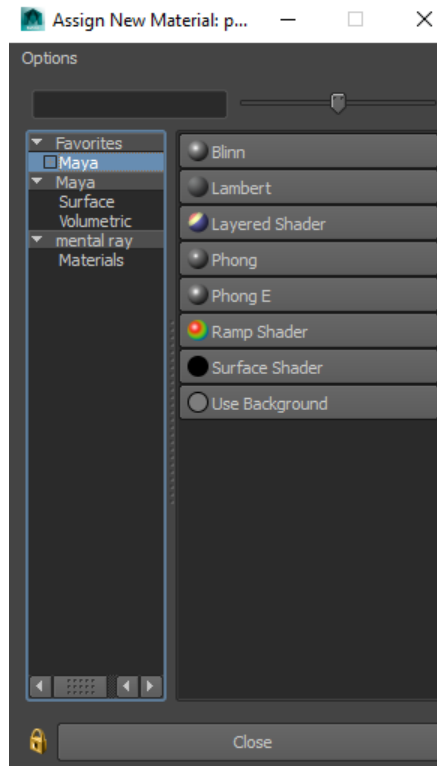 Assign New Material: p...
Options
Favorites
Maya
Maya
Surface
Volumetric
mental ray
Materials
Blinn
Lambert
Layered Shader
Phong
Phong E
Ramp Shader
Surface Shader
Use Background
Close